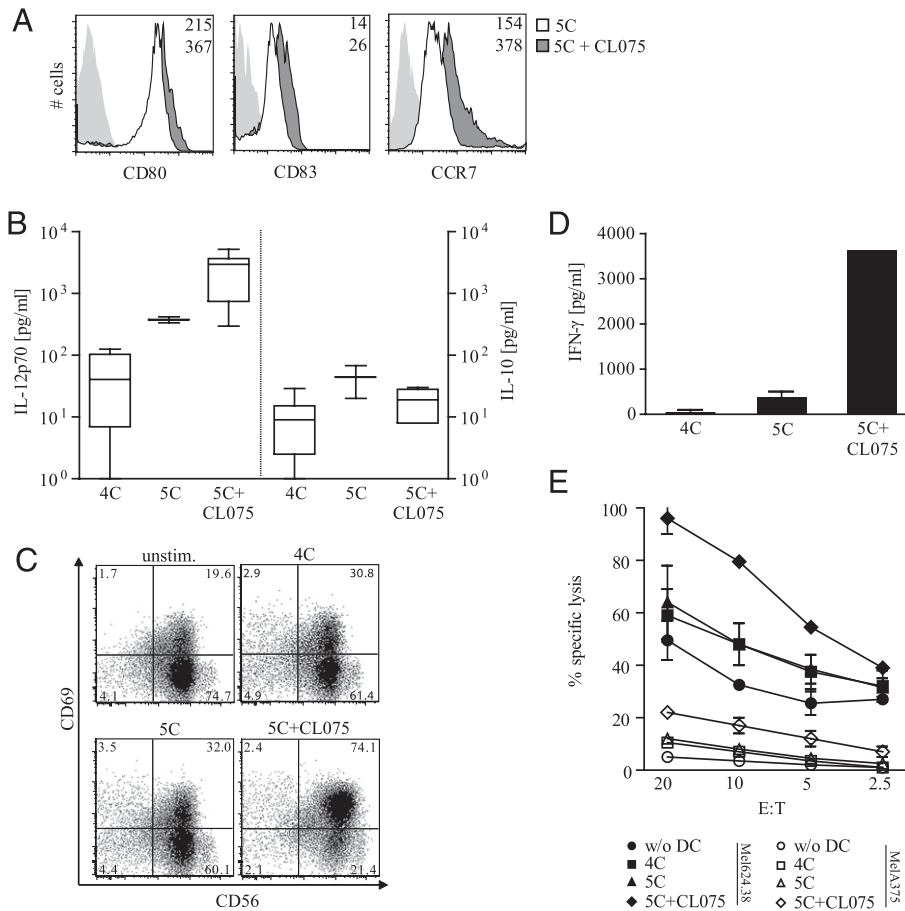 A
215
367
14
26
154
378
5C
5C + CL075
# cells
CD80
CD83
CCR7
B
10^4
10^3
10^2
10^1
10^0
IL-12p70 [pg/ml]
10^4
10^3
10^2
10^1
10^0
IL-10 [pg/ml]
4C
5C
5C+
CL075
4C
5C
5C+
CL075
D
4000
3000
2000
1000
0
IFN-γ [pg/ml]
4C
5C
5C+
CL075
C
unstim.
4C
1.7
19.6
4.1
74.7
2.9
30.8
4.9
61.4
5C
5C+CL075
3.5
32.0
4.4
60.1
2.4
74.1
2.1
21.4
CD69
CD56
E
100
80
60
40
20
0
% specific lysis
20
10
5
2.5
E:T
w/o DC
4C
5C
5C+CL075
Mel624.38
w/o DC
4C
5C
5C+CL075
MelA375